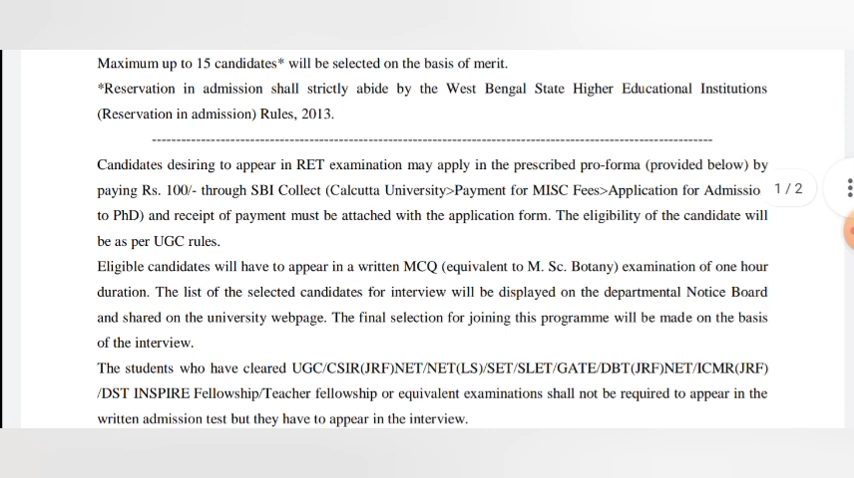 Maximum up to 15 candidates* will be selected on the basis of merit.
*Reservation in admission shall strictly abide by the West Bengal State Higher Educational Institutions
(Reservation in admission) Rules, 2013.
--------------------------------------------------------------------------------------------------------------------
Candidates desiring to appear in RET examination may apply in the prescribed pro-forma (provided below) by
paying Rs. 100/- through SBI Collect (Calcutta University>Payment for MISC Fees>Application for Admissio
1 / 2
to PhD) and receipt of payment must be attached with the application form. The eligibility of the candidate will
be as per UGC rules.
Eligible candidates will have to appear in a written MCQ (equivalent to M. Sc. Botany) examination of one hour
duration. The list of the selected candidates for interview will be displayed on the departmental Notice Board
and shared on the university webpage. The final selection for joining this programme will be made on the basis
of the interview.
The students who have cleared UGC/CSIR(JRF)NET/NET(LS)/SET/SLET/GATE/DBT(JRF)NET/ICMR(JRF)
/DST INSPIRE Fellowship/Teacher fellowship or equivalent examinations shall not be required to appear in the
written admission test but they have to appear in the interview.